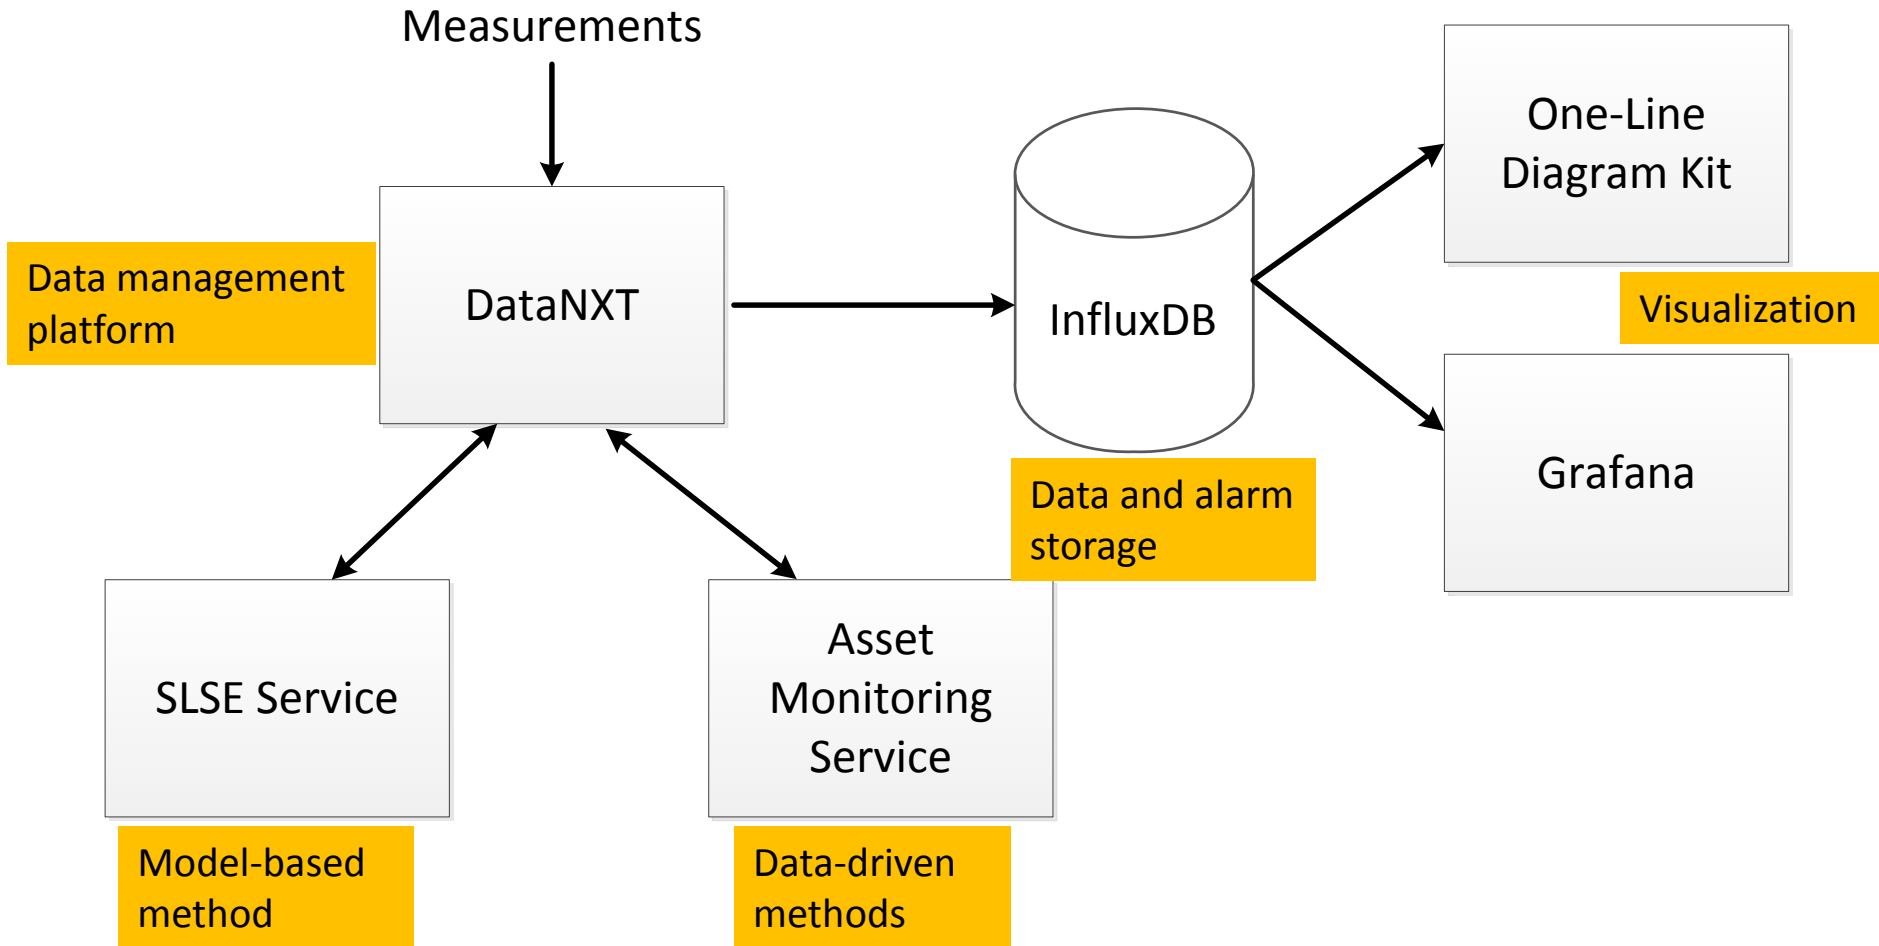 Measurements
One-Line
Diagram Kit
Data management
platform
DataNXT
InfluxDB
Visualization
Grafana
Data and alarm
storage
SLSE Service
Asset
Monitoring
Service
Model-based
method
Data-driven
methods